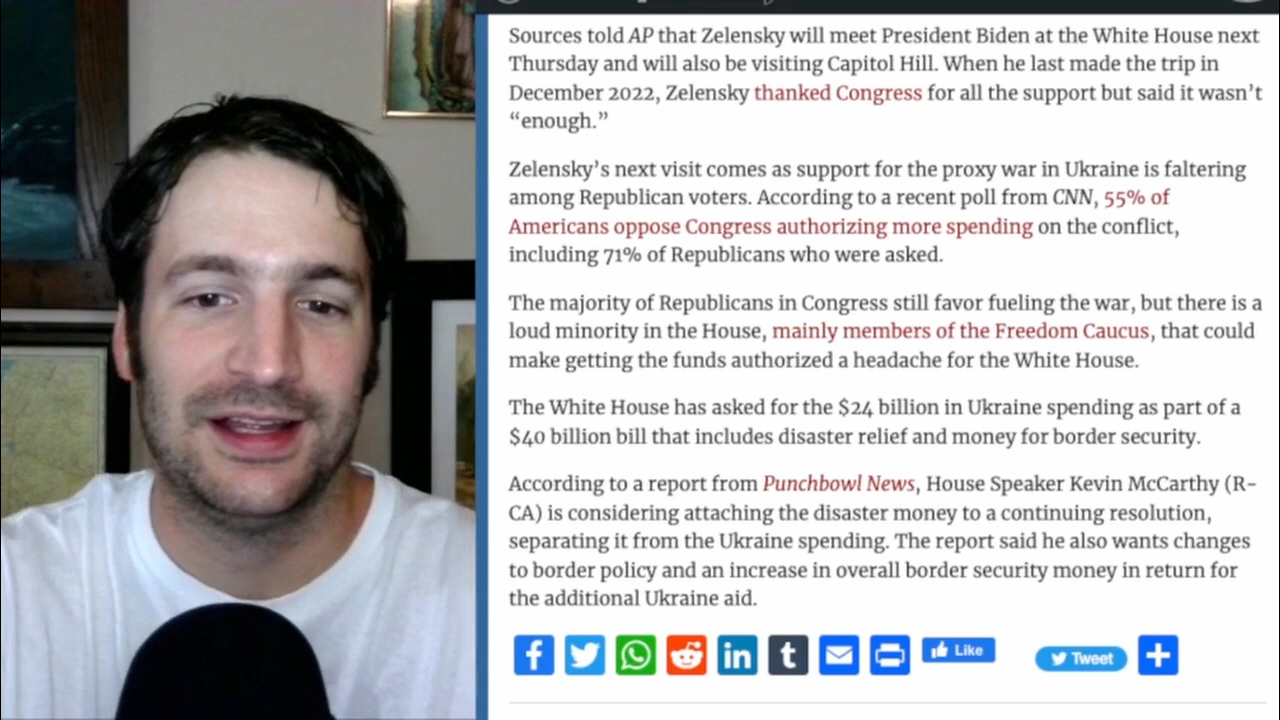 Sources told AP that Zelensky will meet President Biden at the White House next
Thursday and will also be visiting Capitol Hill. When he last made the trip in
December 2022, Zelensky thanked Congress for all the support but said it wasn’t
“enough.”
Zelensky’s next visit comes as support for the proxy war in Ukraine is faltering
among Republican voters. According to a recent poll from CNN, 55% of
Americans oppose Congress authorizing more spending on the conflict,
including 71% of Republicans who were asked.
The majority of Republicans in Congress still favor fueling the war, but there is a
loud minority in the House, mainly members of the Freedom Caucus, that could
make getting the funds authorized a headache for the White House.
The White House has asked for the $24 billion in Ukraine spending as part of a
$40 billion bill that includes disaster relief and money for border security.
According to a report from Punchbowl News, House Speaker Kevin McCarthy (R-
CA) is considering attaching the disaster money to a continuing resolution,
separating it from the Ukraine spending. The report said he also wants changes
to border policy and an increase in overall border security money in return for
the additional Ukraine aid.
Like
Tweet